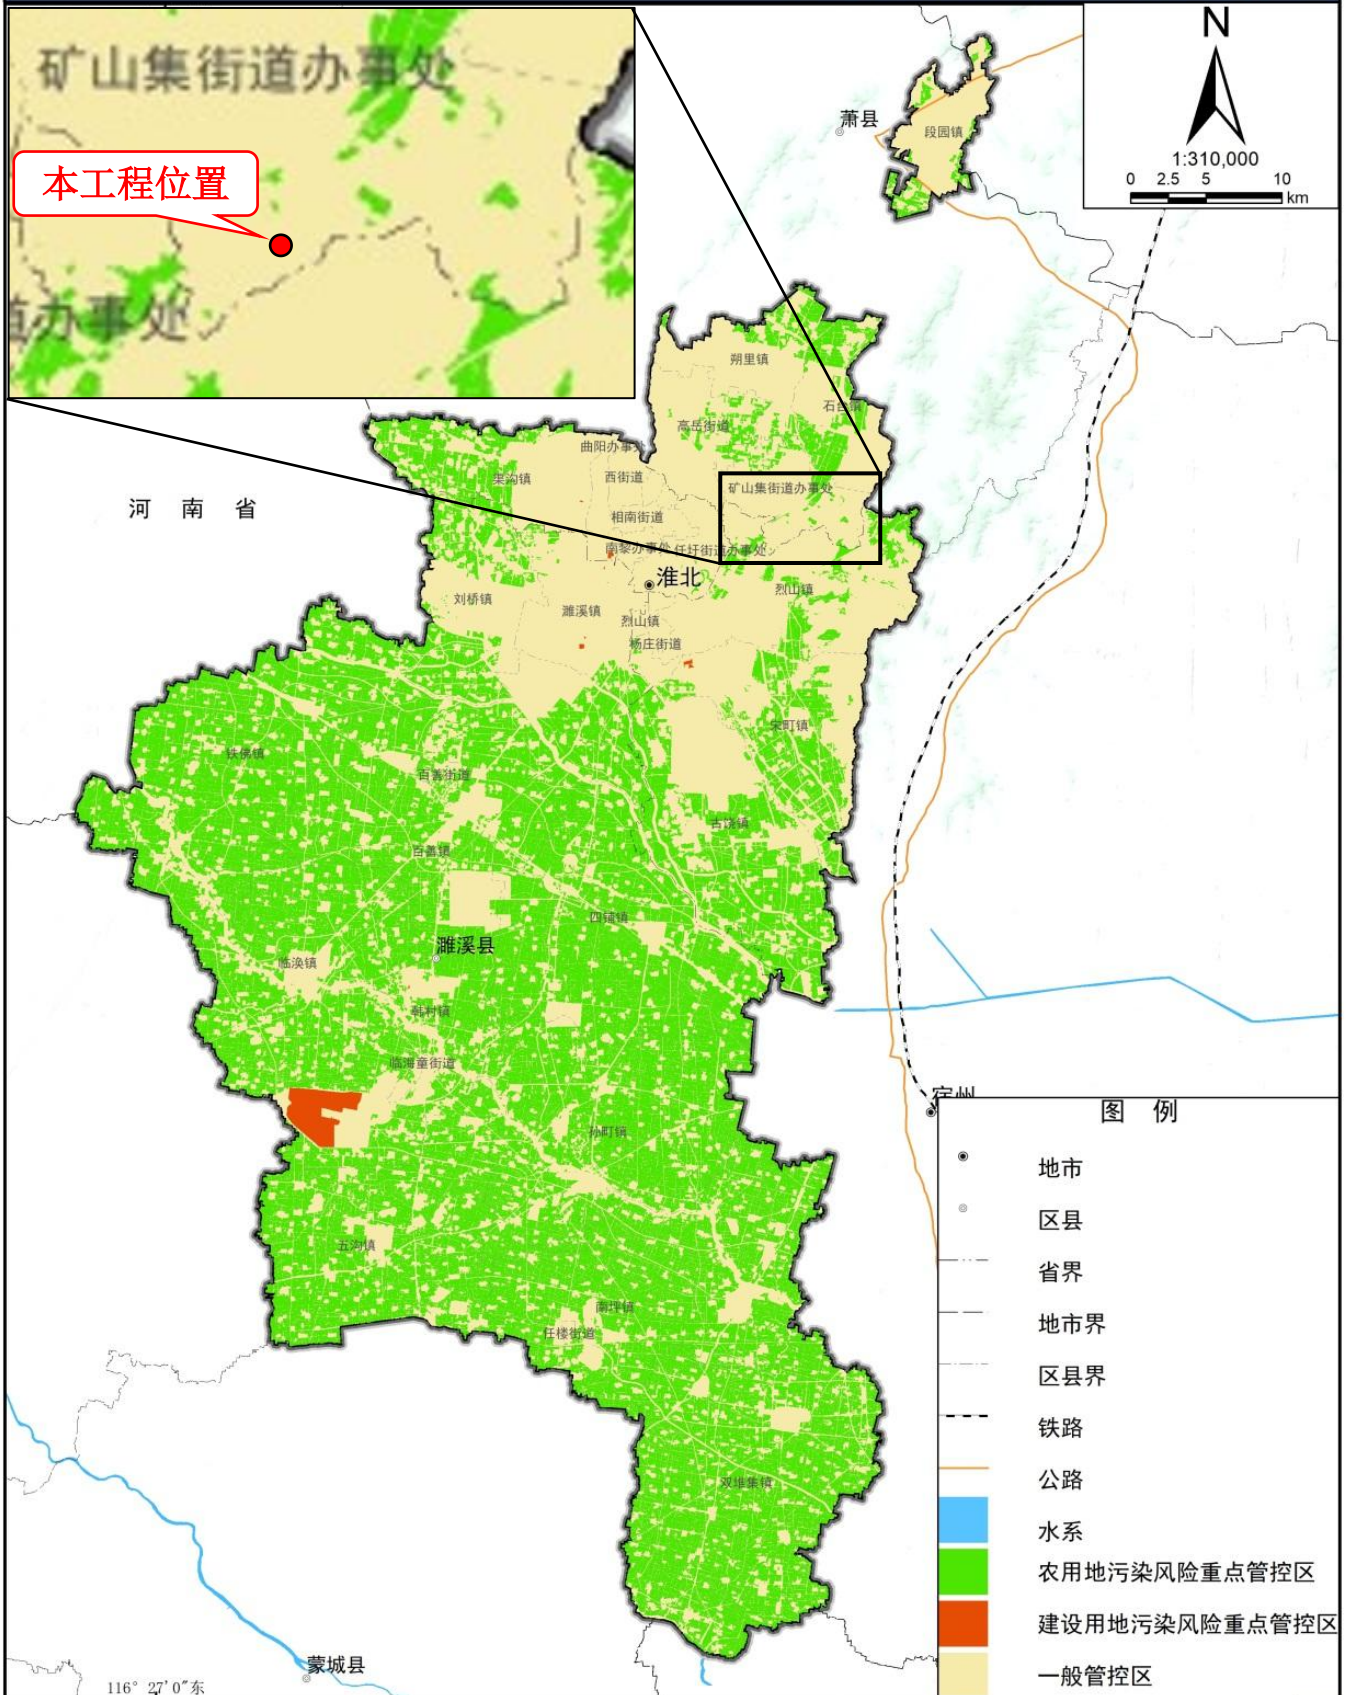 矿山集街道办事处
本工程位置
道办事处
N
1:310,000
0 2.5 5 10
km
萧县
段园镇
朔里镇
石台镇
高岳街道
曲阳办事处
渠沟镇
西街道
矿山集街道办事处
河 南 省
相南街道
南黎办事处
任圩街道办事处
淮北
刘桥镇
濉溪镇
烈山镇
烈山镇
杨庄街道
宋町镇
铁佛镇
百善街道
古饶镇
百善镇
四铺镇
濉溪县
临涣镇
韩村镇
临海童街道
宿州
孙町镇
五沟镇
南坪镇
任楼街道
双堆集镇
蒙城县
116° 27′0″东
图 例
地市
区县
省界
地市界
区县界
铁路
公路
水系
农用地污染风险重点管控区
建设用地污染风险重点管控区
一般管控区